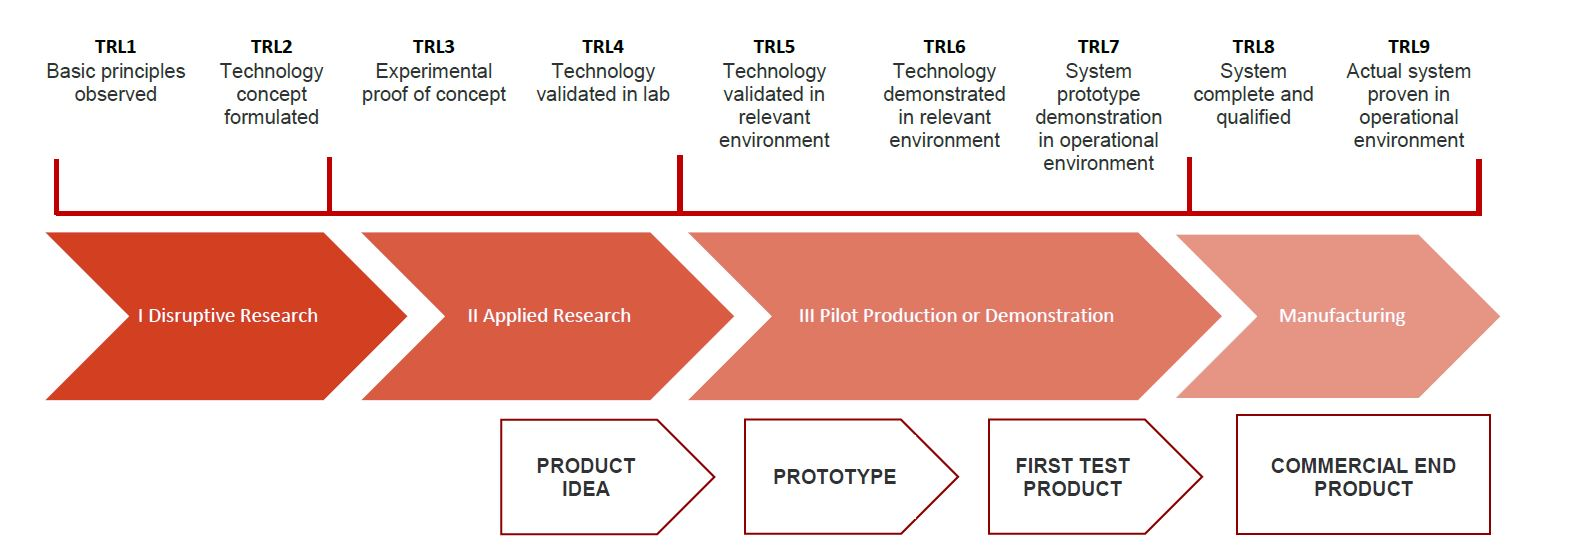 TRL1
Basic principles
observed
TRL2
Technology
concept
formulated
TRL3
Experimental
proof of concept
TRL4
Technology
validated in lab
TRL5
Technology
validated in
relevant
environment
TRL6
Technology
demonstrated
in relevant
environment
TRL7
System
prototype
demonstration
in operational
environment
TRL8
System
complete and
qualified
TRL9
Actual system
proven in
operational
environment
I Disruptive Research
II Applied Research
III Pilot Production or Demonstration
Manufacturing
PRODUCT
IDEA
PROTOTYPE
FIRST TEST
PRODUCT
COMMERCIAL END
PRODUCT